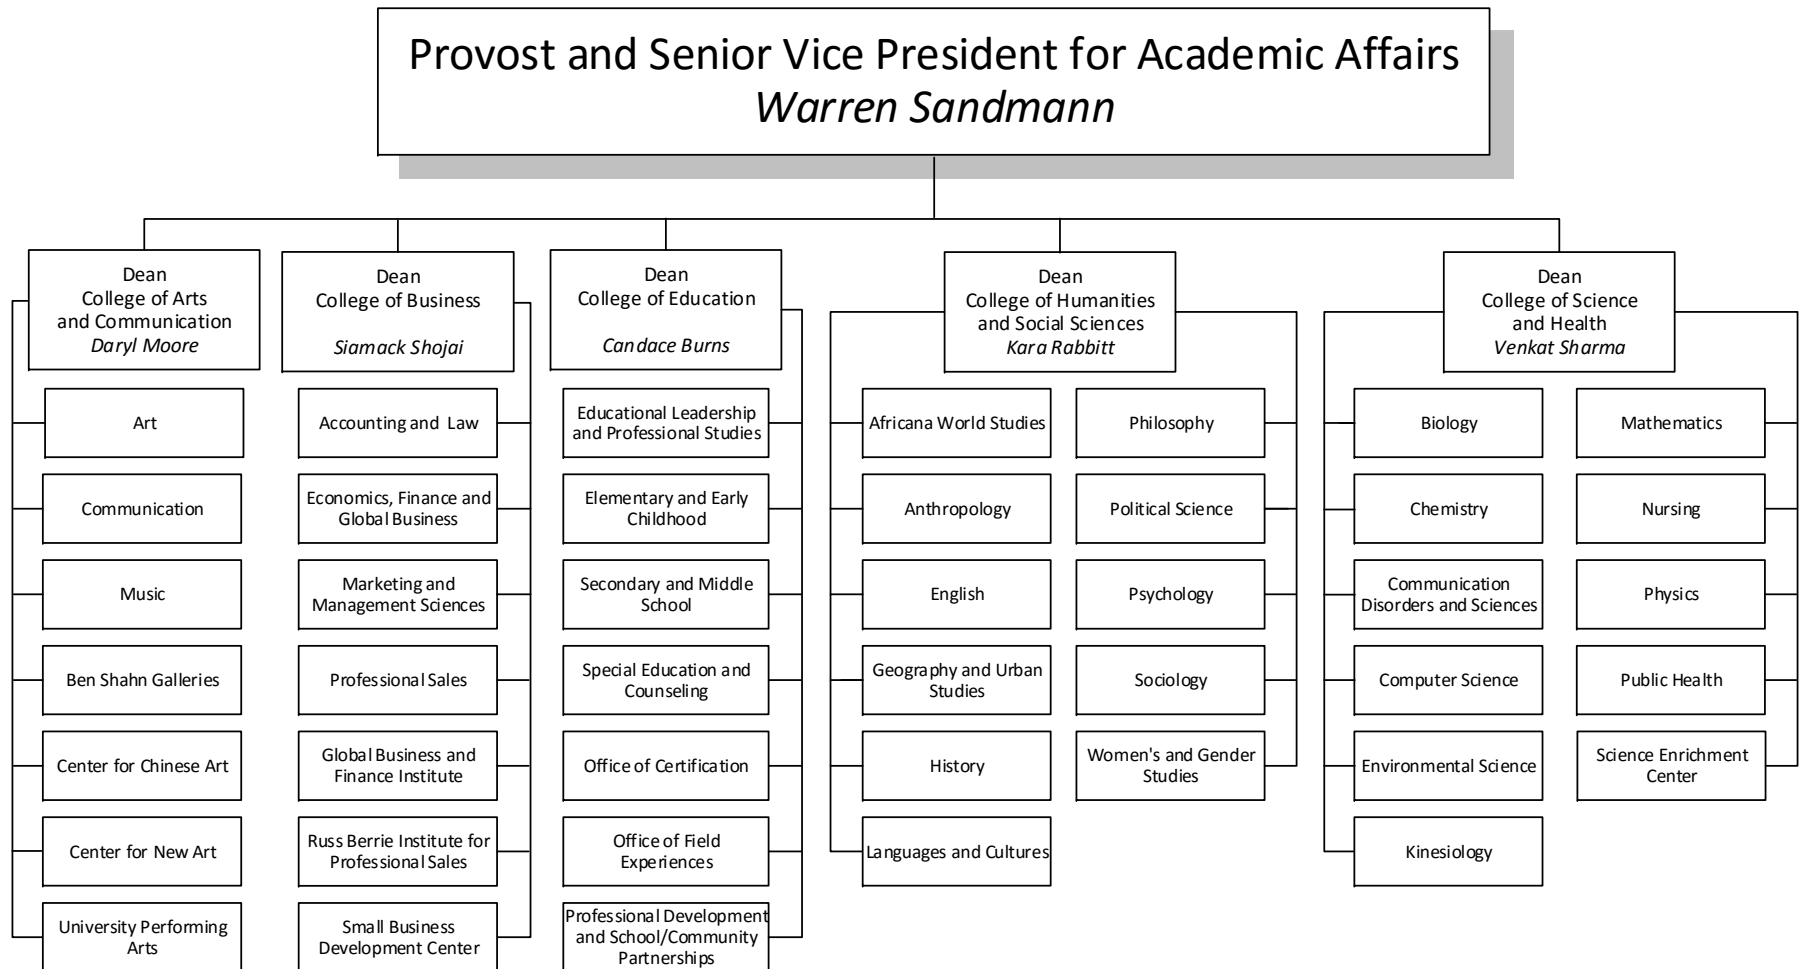 Provost and Senior Vice President for Academic Affairs
Warren Sandmann
Dean
College of Arts
and Communication
Daryl Moore
Dean
College of Business
Siamack Shojai
Dean
College of Education
Candace Burns
Dean
College of Humanities
and Social Sciences
Kara Rabbitt
Dean
College of Science
and Health
Venkat Sharma
Art
Communication
Music
Ben Shahn Galleries
Center for Chinese Art
Center for New Art
University Performing
Arts
Accounting and Law
Economics, Finance and
Global Business
Marketing and
Management Sciences
Professional Sales
Global Business and
Finance Institute
Russ Berrie Institute for
Professional Sales
Small Business
Development Center
Educational Leadership
and Professional Studies
Elementary and Early
Childhood
Secondary and Middle
School
Special Education and
Counseling
Office of Certification
Office of Field
Experiences
Professional Development
and School/Community
Partnerships
Africana World Studies
Anthropology
English
Geography and Urban
Studies
History
Languages and Cultures
Philosophy
Political Science
Psychology
Sociology
Women's and Gender
Studies
Biology
Chemistry
Communication
Disorders and Sciences
Computer Science
Environmental Science
Kinesiology
Mathematics
Nursing
Physics
Public Health
Science Enrichment
Center